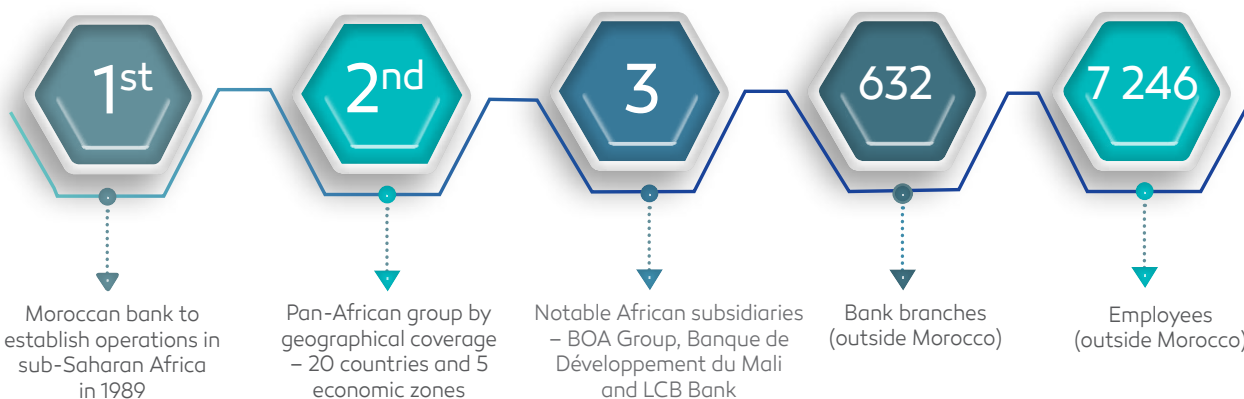 1st
Moroccan bank to
establish operations in
sub-Saharan Africa
in 1989
2nd
Pan-African group by
geographical coverage
– 20 countries and 5
economic zones
3
Notable African subsidiaries
– BOA Group, Banque de
Développement du Mali
and LCB Bank
632
Bank branches
(outside Morocco)
7 246
Employees
(outside Morocco)